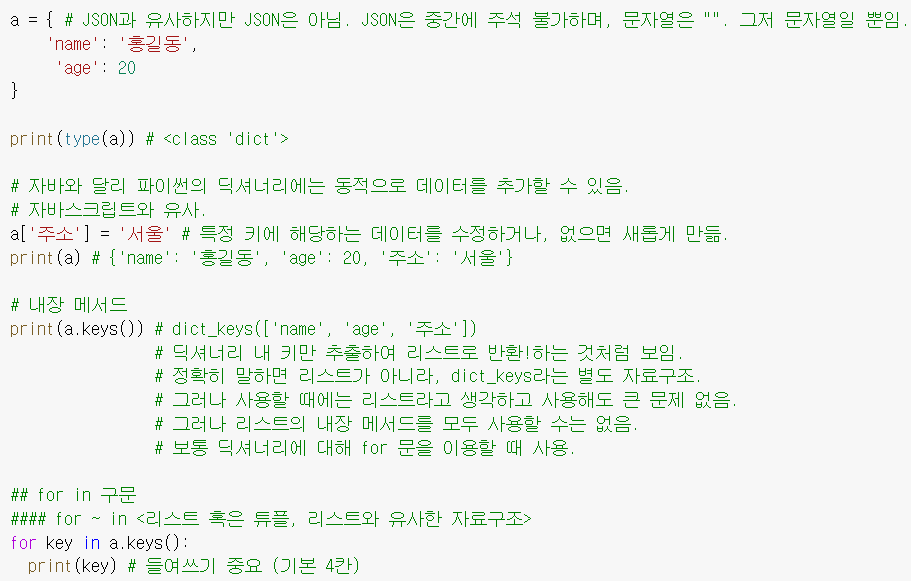 a = { # JSON과 유사하지만 JSON은 아님. JSON은 중간에 주석 불가하며, 문자열은 "". 그저 문자열일 뿐임.
    'name': '홍길동',
     'age': 20
}

print(type(a)) # <class 'dict'>

# 자바와 달리 파이썬의 딕셔너리에는 동적으로 데이터를 추가할 수 있음.
# 자바스크립트와 유사.
a['주소'] = '서울' # 특정 키에 해당하는 데이터를 수정하거나, 없으면 새롭게 만듦.
print(a) # {'name': '홍길동', 'age': 20, '주소': '서울'}

# 내장 메서드
print(a.keys()) # dict_keys(['name', 'age', '주소'])
                # 딕셔너리 내 키만 추출하여 리스트로 반환!하는 것처럼 보임.
                # 정확히 말하면 리스트가 아니라, dict_keys라는 별도 자료구조.
                # 그러나 사용할 때에는 리스트라고 생각하고 사용해도 큰 문제 없음.
                # 그러나 리스트의 내장 메서드를 모두 사용할 수는 없음.
                # 보통 딕셔너리에 대해 for 문을 이용할 때 사용.

## for in 구문
#### for ~ in <리스트 혹은 튜플, 리스트와 유사한 자료구조>
for key in a.keys():
  print(key) # 들여쓰기 중요 (기본 4칸)